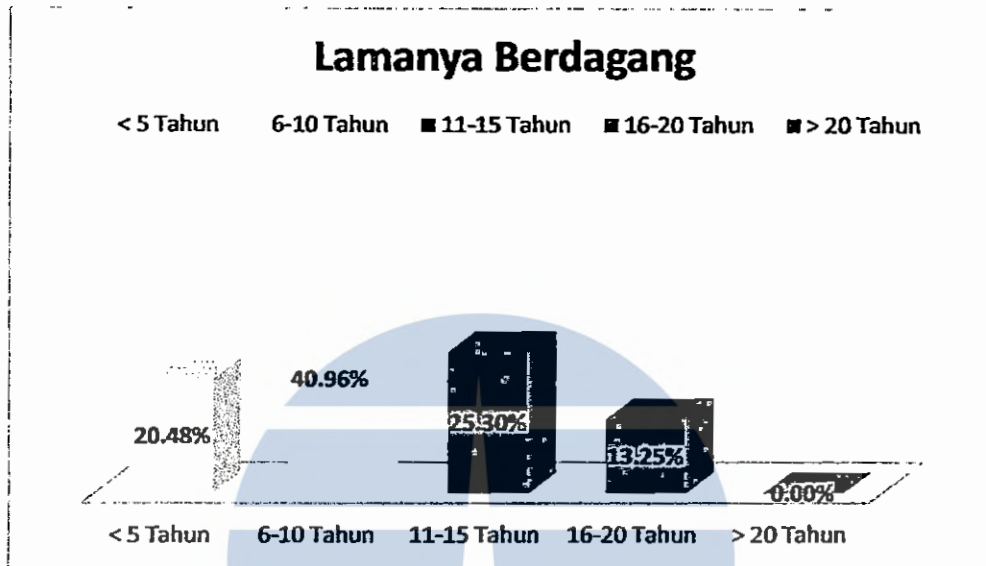 Lamanya Berdagang
< 5 Tahun 6-10 Tahun 11-15 Tahun 16-20 Tahun > 20 Tahun
40.96%
25.30%
20.48%
13.25%
0.00%
< 5 Tahun 6-10 Tahun 11-15 Tahun 16-20 Tahun > 20 Tahun